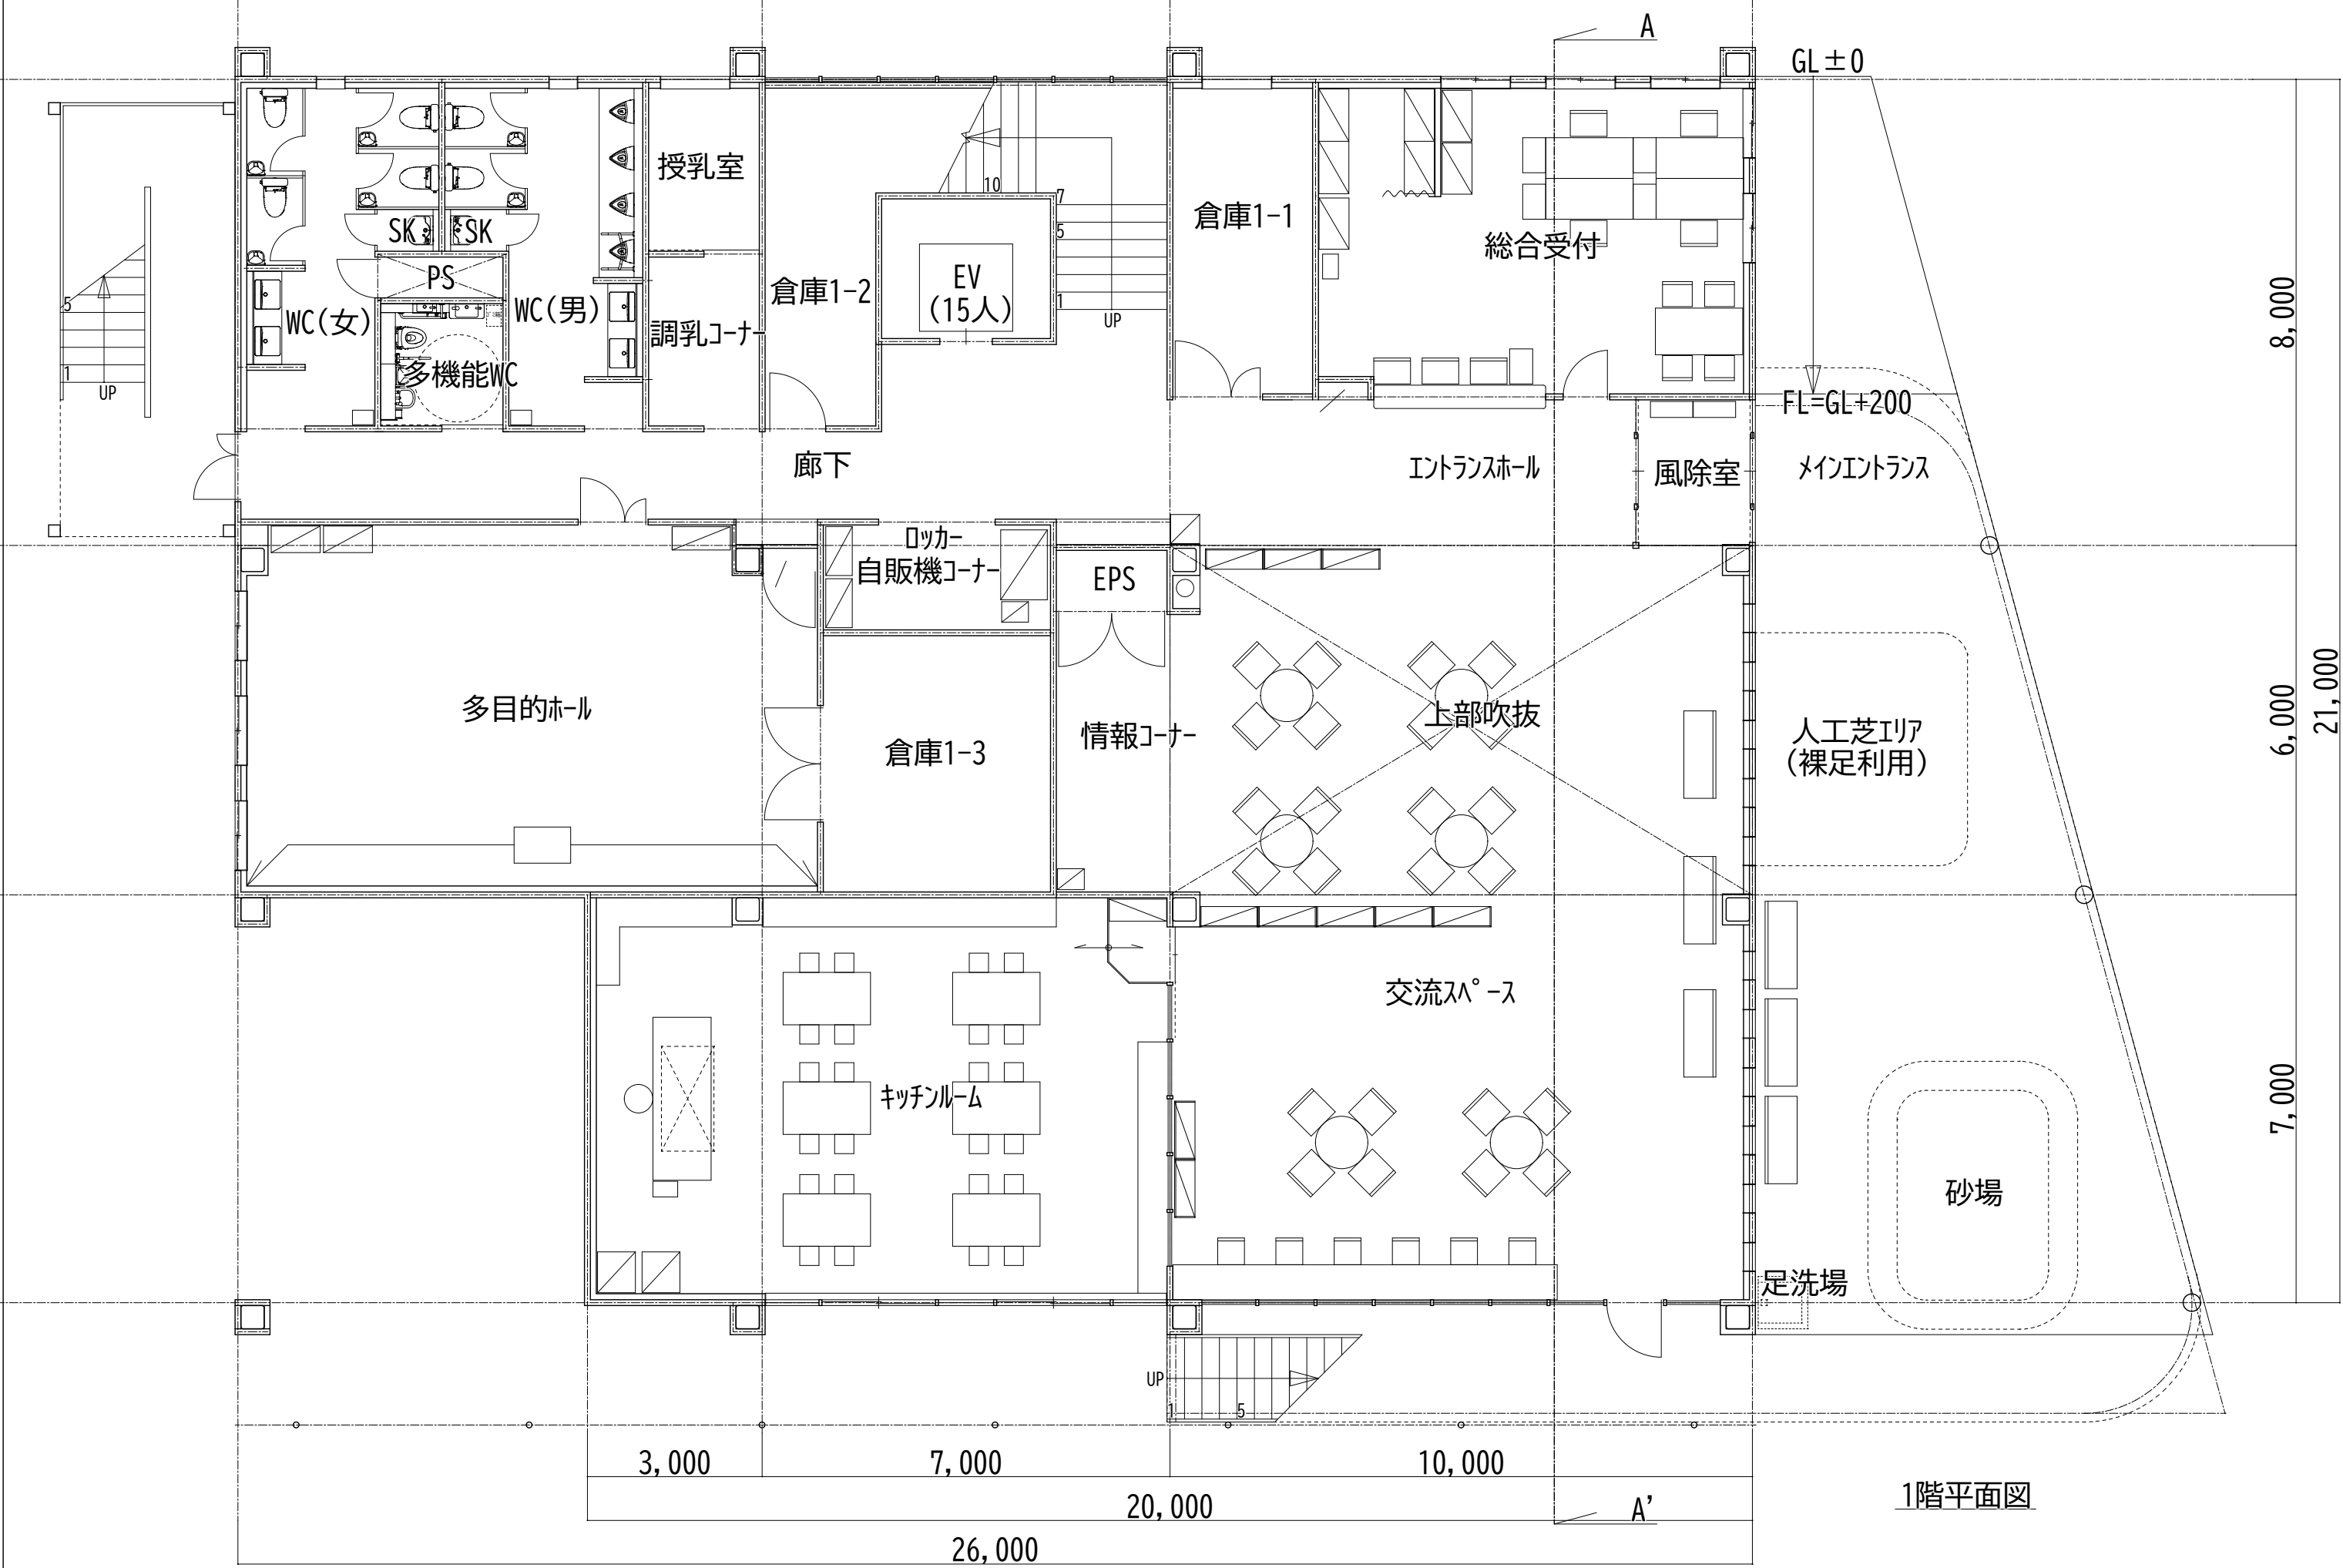 A
GL±0
授乳室
10
7
5
1
UP
倉庫1-1
総合受付
SK
SK
PS
EV
(15人)
倉庫1-2
WC(女)
WC(男)
調乳コーナー
多機能WC
5
1
UP
8,000
FL=GL+200
廊下
エントランスホール
風除室
メインエントランス
ロッカー
自販機コーナー
EPS
多目的ホール
倉庫1-3
情報コーナー
上部吹抜
人工芝エリア
(裸足利用)
6,000
21,000
交流スペース
キッチンルーム
7,000
砂場
足洗場
UP
1
5
3,000
7,000
10,000
20,000
A'
26,000
1階平面図